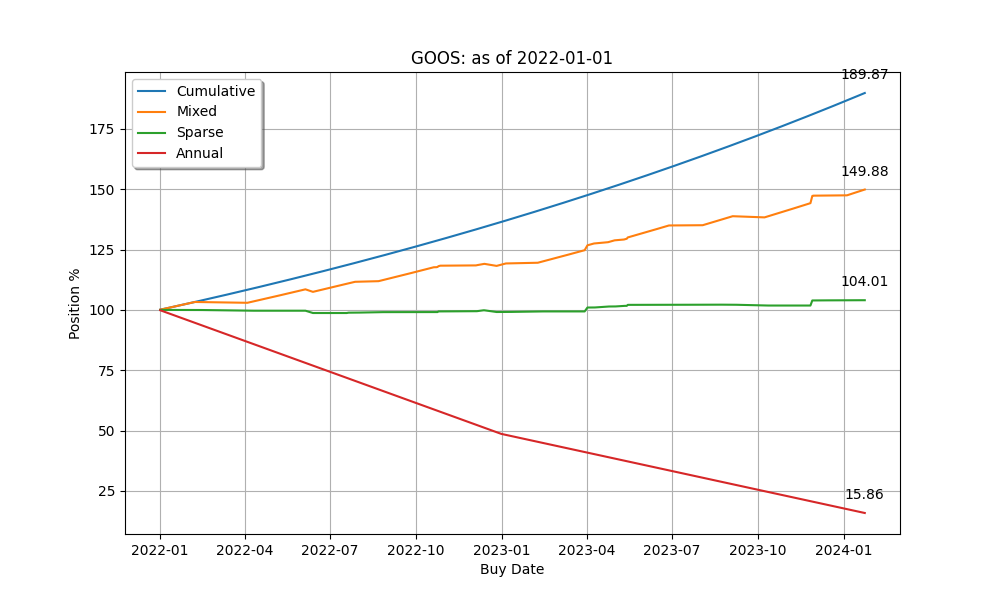 GOOS: as of 2022-01-01
189.87
Cumulative
Mixed
Sparse
Annual
149.88
104.01
15.86
175
150
125
100
75
50
25
Position %
2022-01 2022-04 2022-07 2022-10 2023-01 2023-04 2023-07 2023-10 2024-01
Buy Date